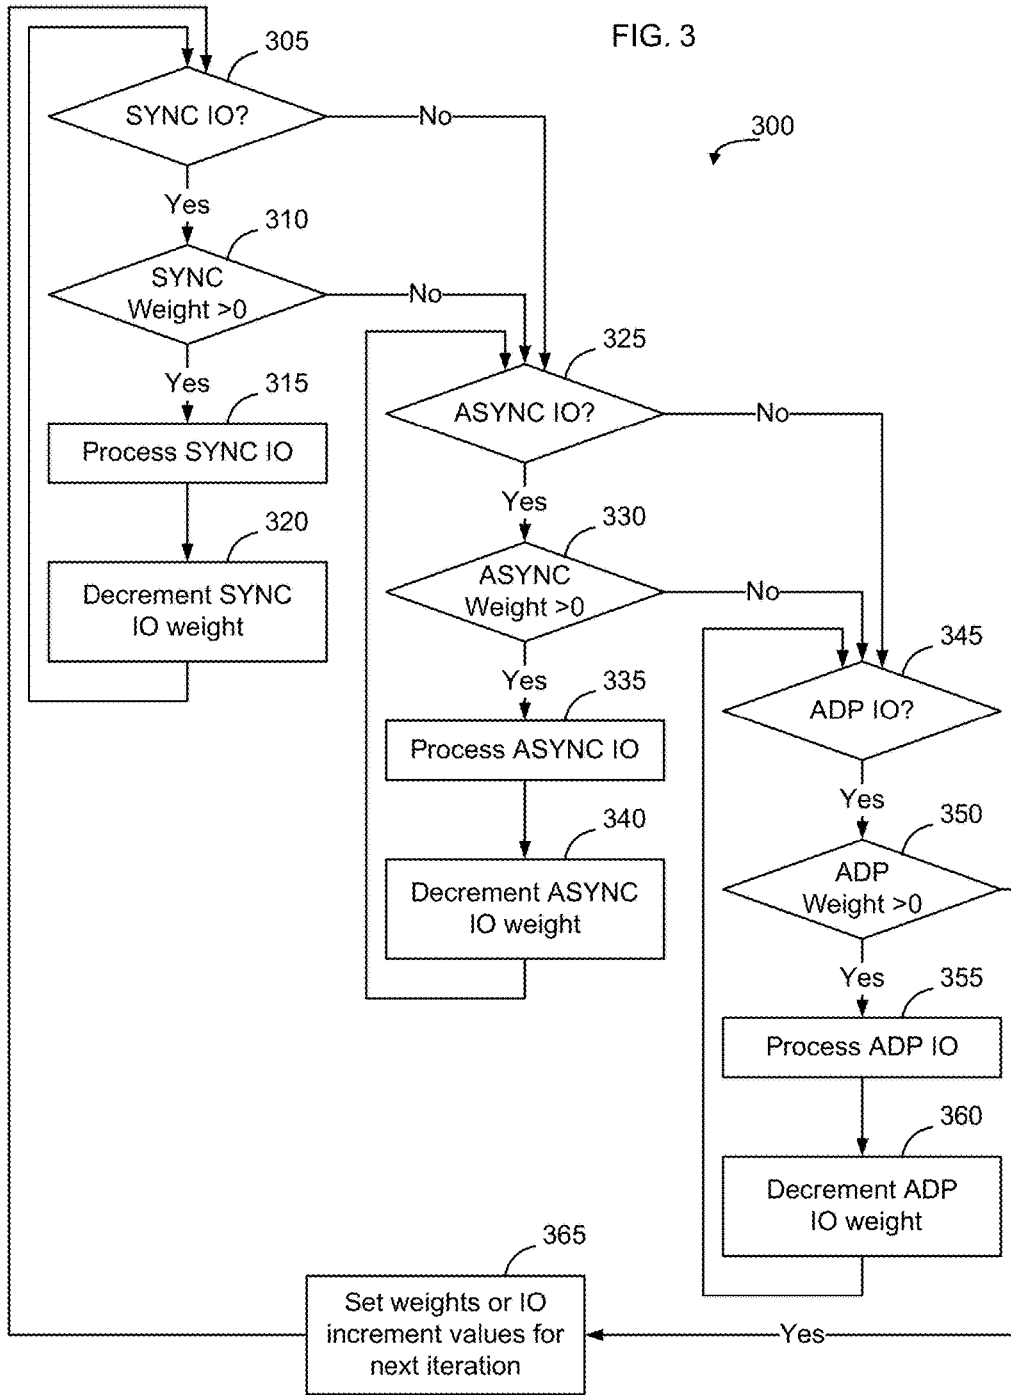 FIG. 3
300
305
SYNC IO?
No
Yes
310
SYNC
Weight >0
No
Yes
315
Process SYNC IO
320
Decrement SYNC
IO weight
325
ASYNC IO?
No
Yes
330
ASYNC
Weight >0
No
Yes
335
Process ASYNC IO
340
Decrement ASYNC
IO weight
345
ADP IO?
Yes
350
ADP
Weight >0
Yes
355
Process ADP IO
360
Decrement ADP
IO weight
365
Set weights or IO
increment values for
next iteration
Yes